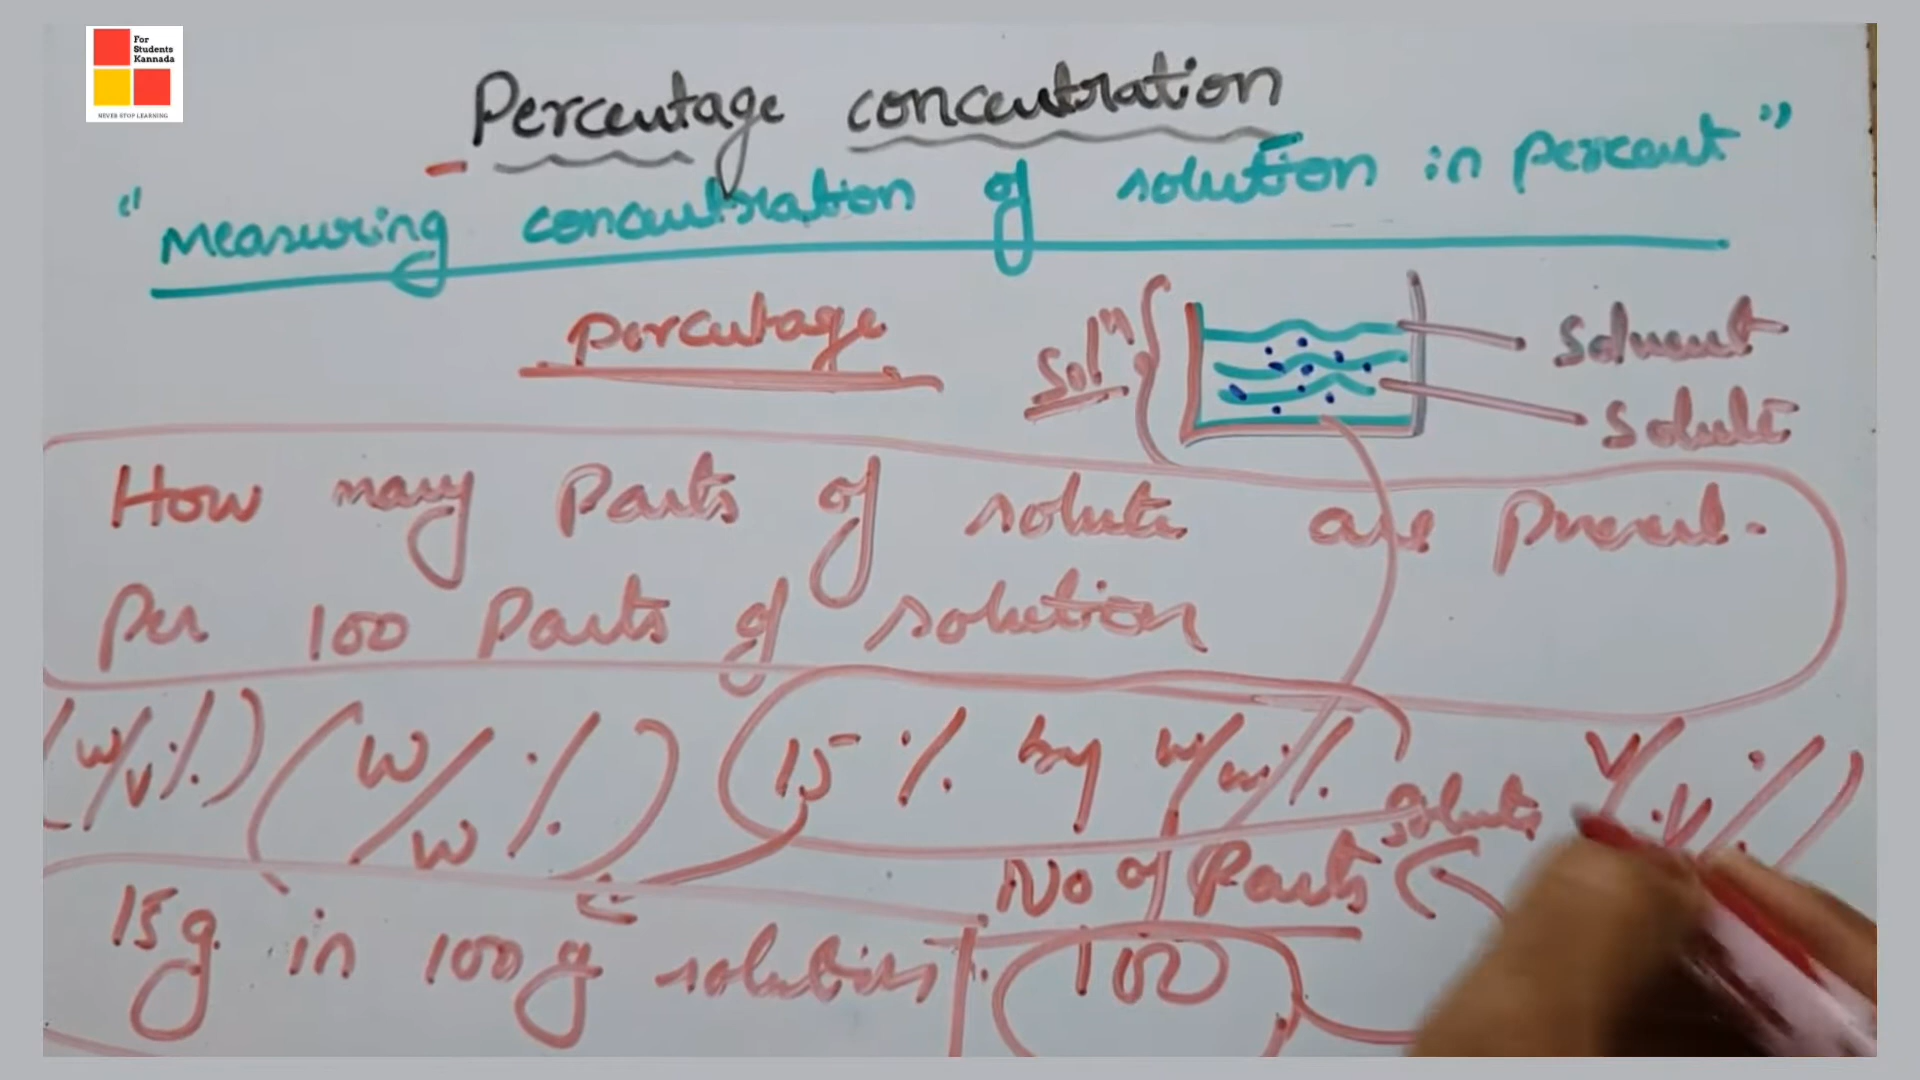 For
Students
Kannada
NEVER STOP LEARNING
Percentage concentration
"Measuring concentration of solution in percent"
Percentage
Solⁿ
Solvent
Solute
How many Parts of solute are present
Per 100 Parts of solution
(w/v%) (W/W %) 15 % by w/w% V/V%)
No of Parts solute
15g in 100g solution
100